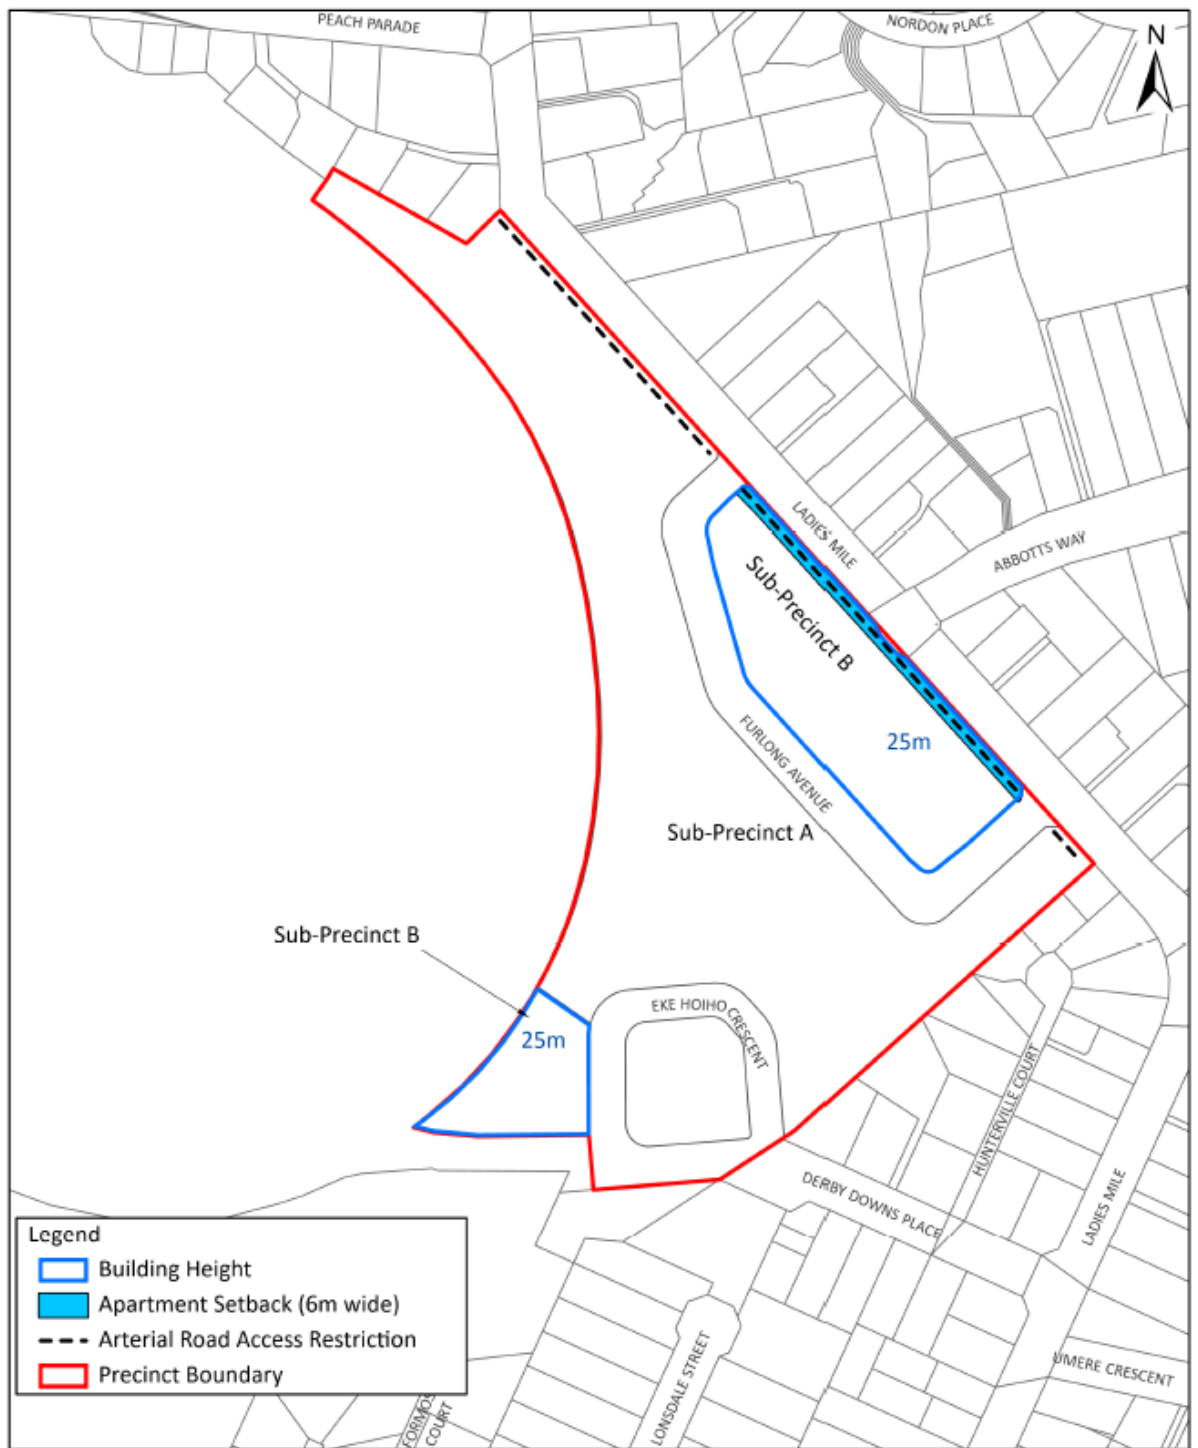 PEACH PARADE
NORDON PLACE
N
LADIES MILE
ABBOTTS WAY
Sub-Precinct B
25m
FURLONG AVENUE
Sub-Precinct A
Sub-Precinct B
EKE HOIHO CRESCENT
25m
HUNTERVILLE COURT
DERBY DOWNS PLACE
LADIES MILE
Legend
Building Height
Apartment Setback (6m wide)
Arterial Road Access Restriction
Precinct Boundary
UMERE CRESCENT
LONSDALE STREET
COURT